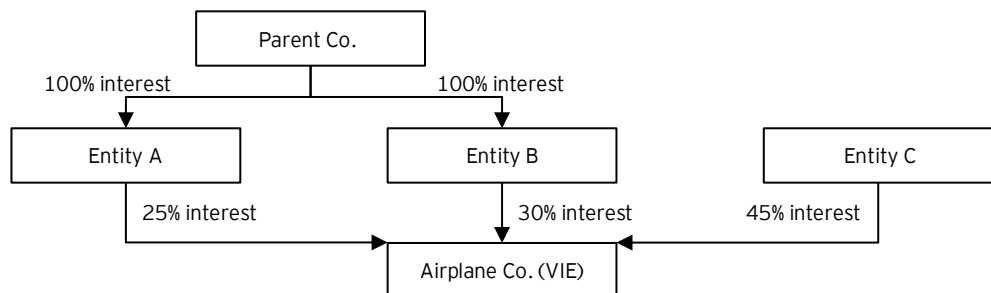 Parent Co.
100% interest
100% interest
Entity A
Entity B
Entity C
25% interest
30% interest
45% interest
Airplane Co. (VIE)